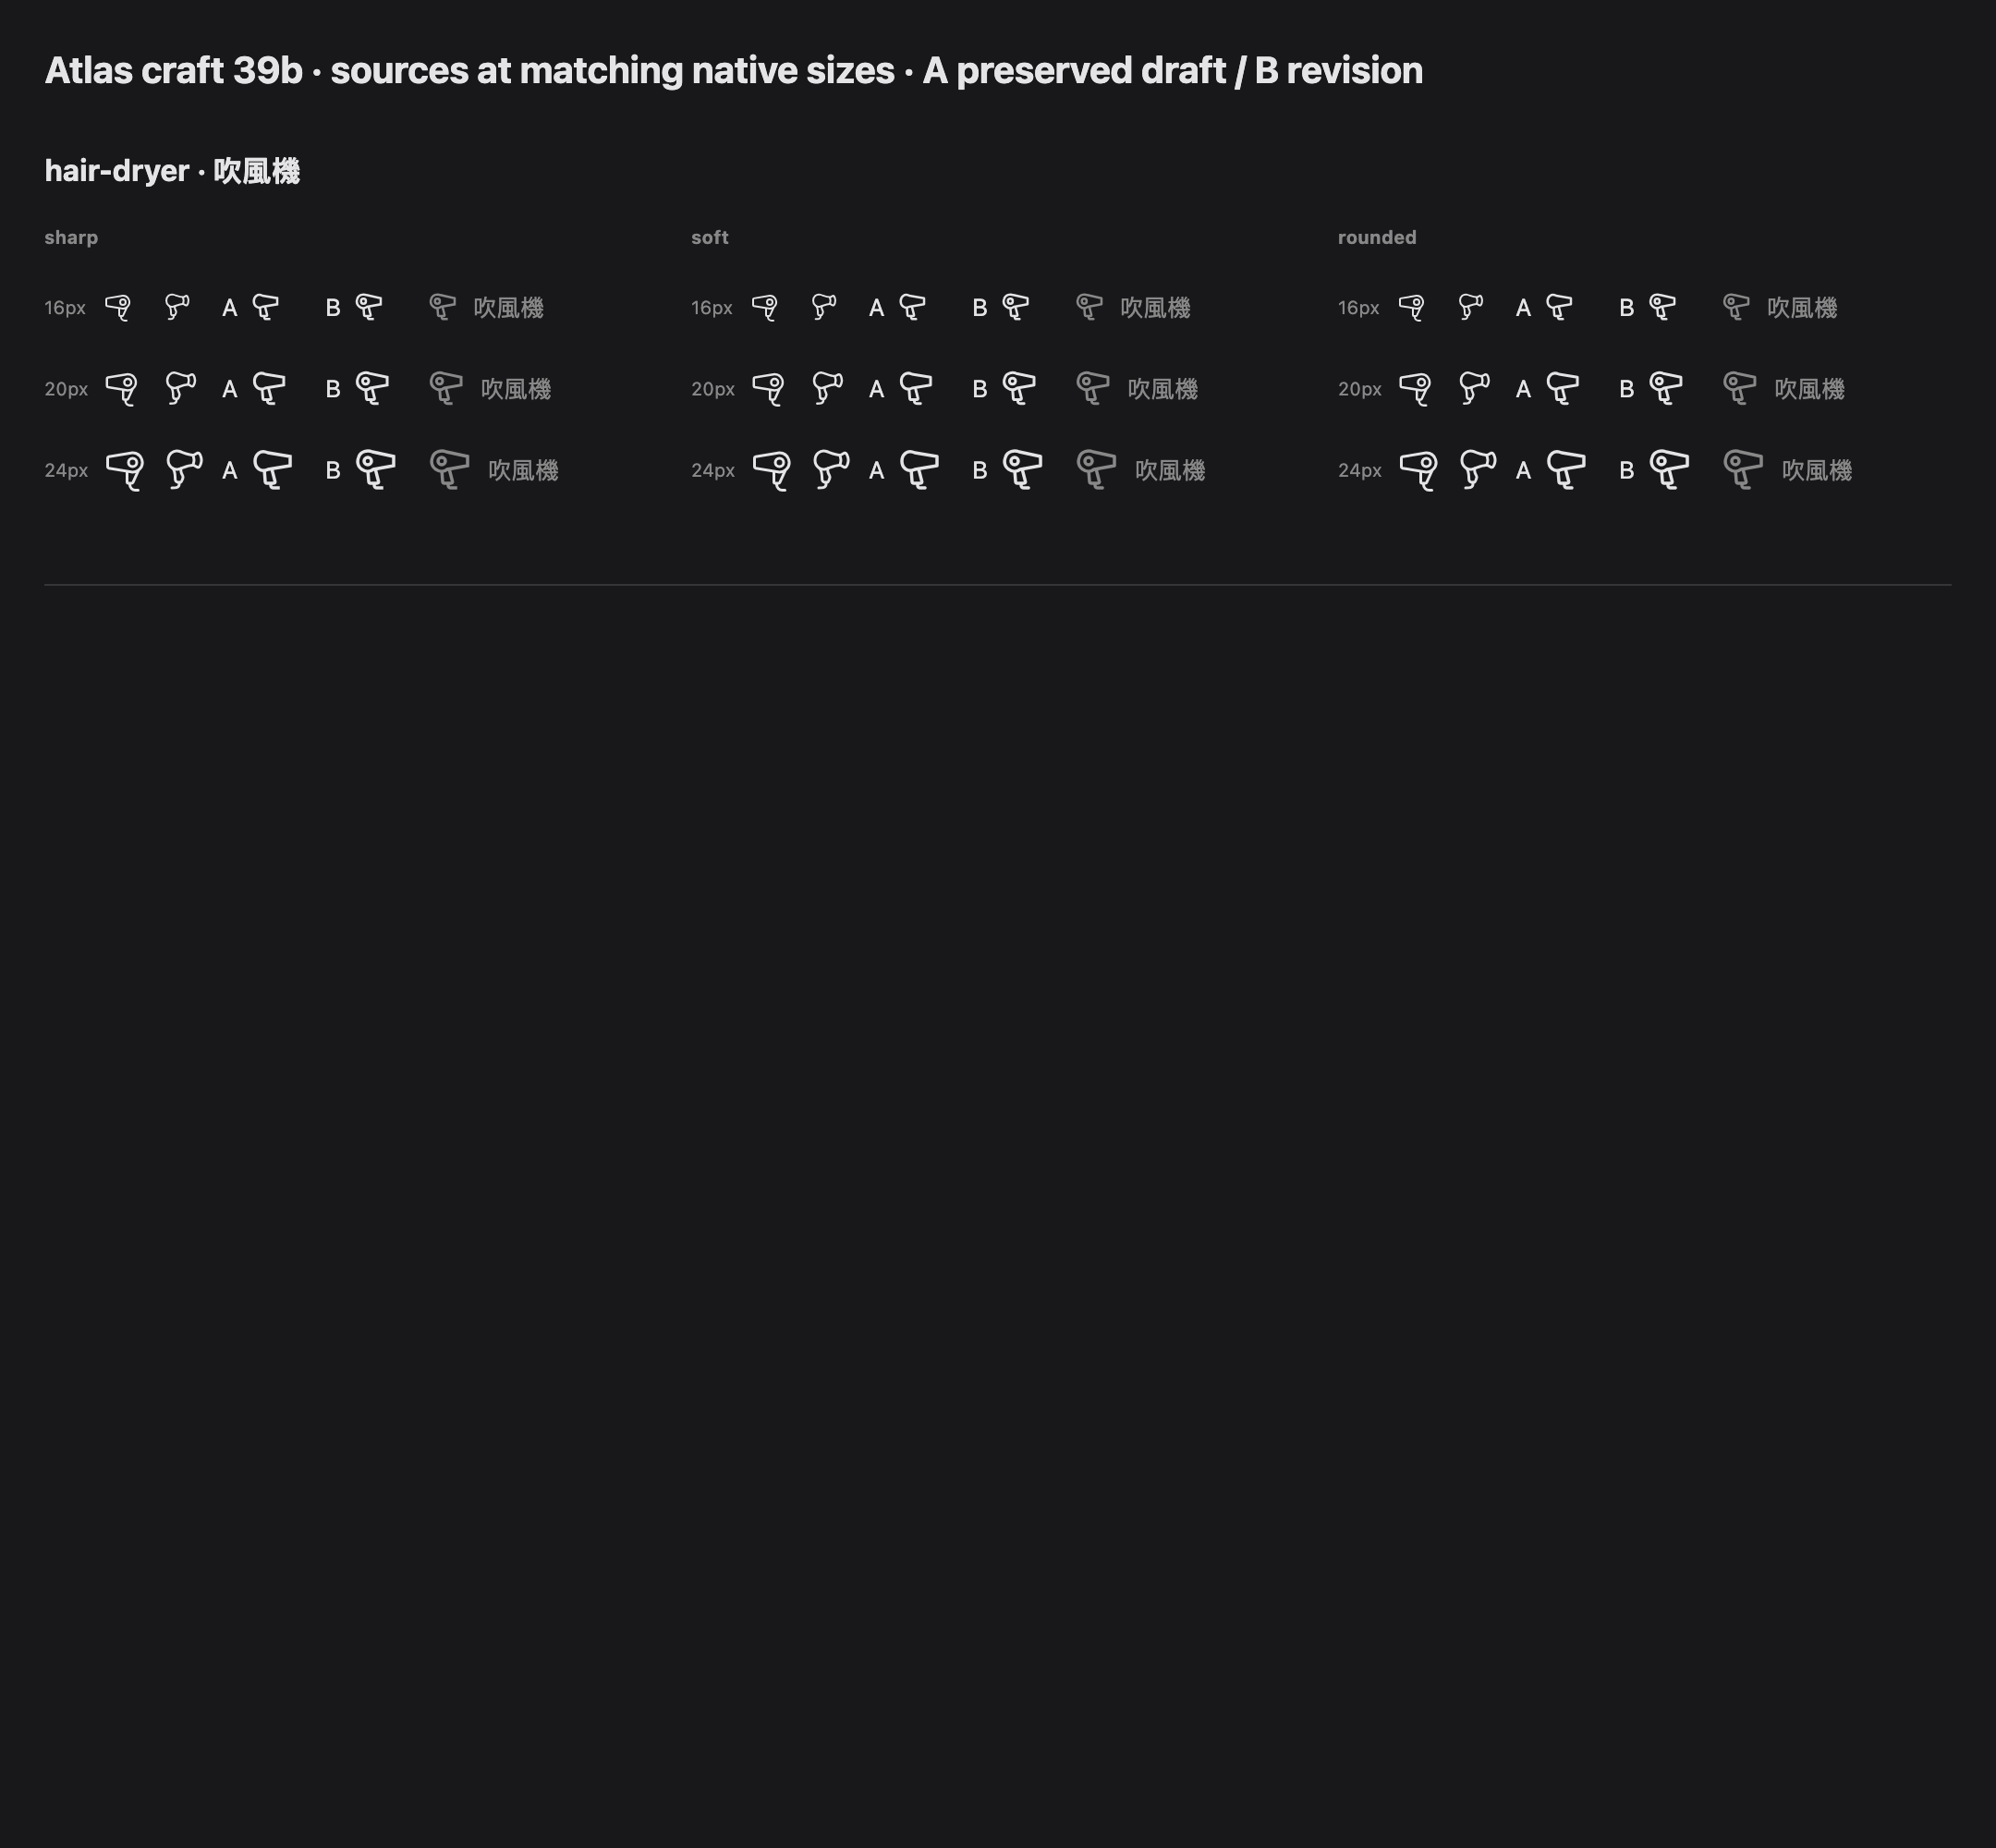 Atlas craft 39b · sources at matching native sizes · A preserved draft / B revision
hair-dryer · 吹風機
sharp soft rounded
16px A B 吹風機 16px A B 吹風機 16px A B 吹風機
20px A B 吹風機 20px A B 吹風機 20px A B 吹風機
24px A B 吹風機 24px A B 吹風機 24px A B 吹風機